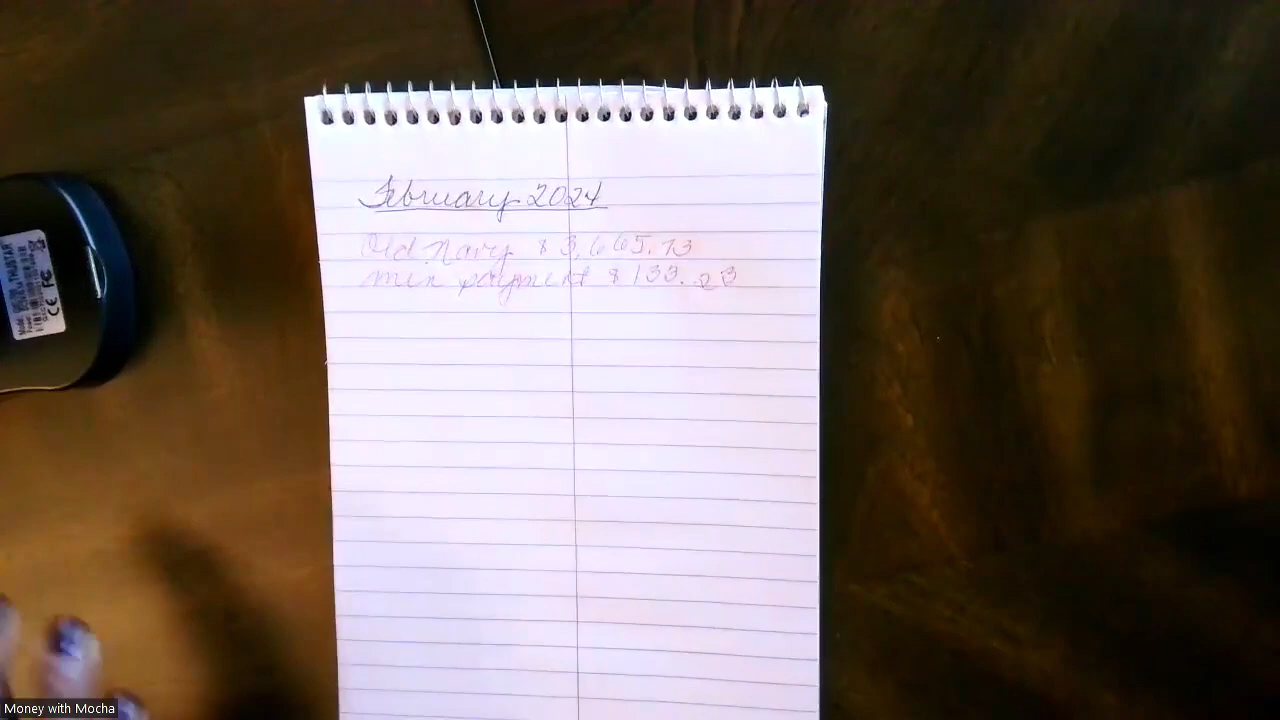 February 2024
Old Navy $3,665.73
min payment $133.23
Money with Mocha